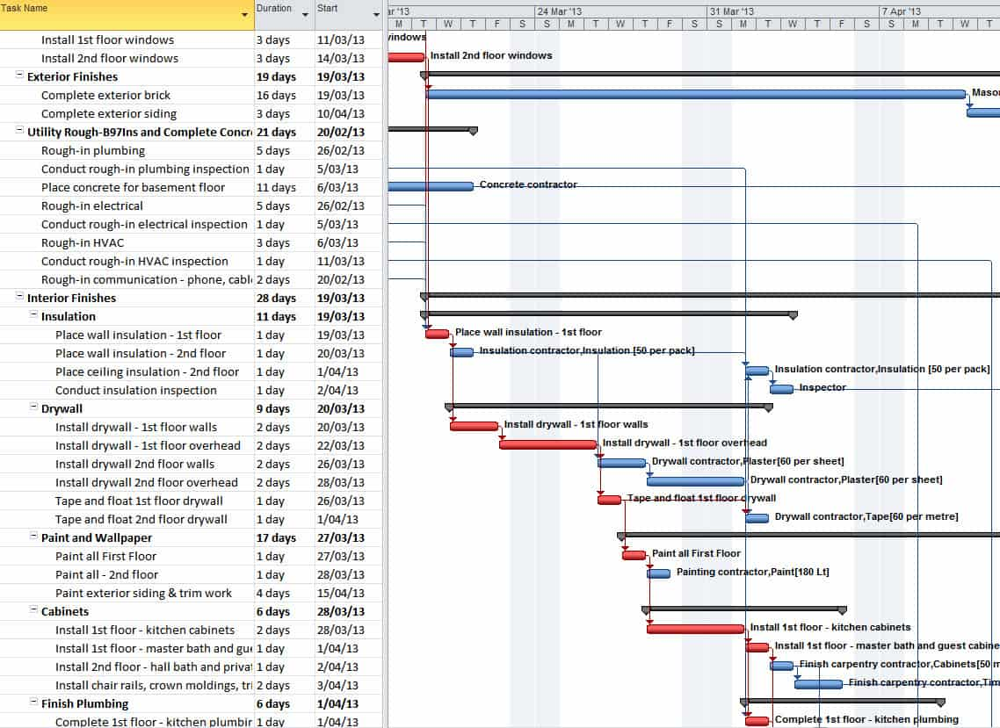 Task Name Duration Start ar '13 24 Mar '13 31 Mar '13 7 Apr '13
M T W T F S S M T W T F S S M T W T F S S M T W T
Install 1st floor windows 3 days 11/03/13
Install 2nd floor windows 3 days 14/03/13 Install 2nd floor windows
Exterior Finishes 19 days 19/03/13
Complete exterior brick 16 days 19/03/13 Mason
Complete exterior siding 3 days 10/04/13
Utility Rough-B97Ins and Complete Concr 21 days 20/02/13
Rough-in plumbing 5 days 26/02/13
Conduct rough-in plumbing inspection 1 day 5/03/13
Place concrete for basement floor 11 days 6/03/13 Concrete contractor
Rough-in electrical 5 days 26/02/13
Conduct rough-in electrical inspection 1 day 5/03/13
Rough-in HVAC 3 days 6/03/13
Conduct rough-in HVAC inspection 1 day 11/03/13
Rough-in communication - phone, cabl 2 days 20/02/13
Interior Finishes 28 days 19/03/13
Insulation 11 days 19/03/13
Place wall insulation - 1st floor 1 day 19/03/13 Place wall insulation - 1st floor
Place wall insulation - 2nd floor 1 day 20/03/13 Insulation contractor,Insulation [50 per pack]
Place ceiling insulation - 2nd floor 1 day 1/04/13 Insulation contractor,Insulation [50 per pack]
Conduct insulation inspection 1 day 2/04/13 Inspector
Drywall 9 days 20/03/13
Install drywall - 1st floor walls 2 days 20/03/13 Install drywall - 1st floor walls
Install drywall - 1st floor overhead 2 days 22/03/13 Install drywall - 1st floor overhead
Install drywall 2nd floor walls 2 days 26/03/13 Drywall contractor,Plaster[60 per sheet]
Install drywall 2nd floor overhead 2 days 28/03/13 Drywall contractor,Plaster[60 per sheet]
Tape and float 1st floor drywall 1 day 26/03/13 Tape and float 1st floor drywall
Tape and float 2nd floor drywall 1 day 1/04/13 Drywall contractor,Tape[60 per metre]
Paint and Wallpaper 17 days 27/03/13
Paint all First Floor 1 day 27/03/13 Paint all First Floor
Paint all - 2nd floor 1 day 28/03/13 Painting contractor,Paint[180 Lt]
Paint exterior siding & trim work 4 days 15/04/13
Cabinets 6 days 28/03/13
Install 1st floor - kitchen cabinets 2 days 28/03/13 Install 1st floor - kitchen cabinets
Install 1st floor - master bath and gue 1 day 1/04/13 Install 1st floor - master bath and guest cabine
Install 2nd floor - hall bath and privat 1 day 2/04/13 Finish carpentry contractor,Cabinets[50 m
Install chair rails, crown moldings, tri 2 days 3/04/13 Finish carpentry contractor,Tim
Finish Plumbing 6 days 1/04/13
Complete 1st floor - kitchen plumbin 1 day 1/04/13 Complete 1st floor - kitchen plumbing